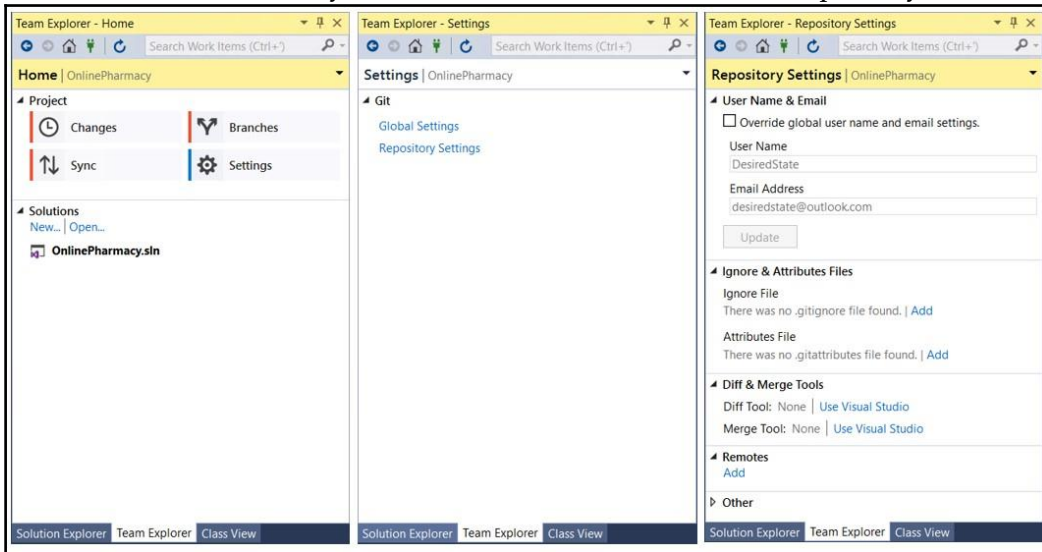 Team Explorer - Home
Search Work Items (Ctrl+')
Home | OnlinePharmacy
Project
Changes
Branches
Sync
Settings
Solutions
New... | Open...
OnlinePharmacy.sln
Solution Explorer Team Explorer Class View
Team Explorer - Settings
Search Work Items (Ctrl+')
Settings | OnlinePharmacy
Git
Global Settings
Repository Settings
Solution Explorer Team Explorer Class View
Team Explorer - Repository Settings
Search Work Items (Ctrl+')
Repository Settings | OnlinePharmacy
User Name & Email
Override global user name and email settings.
User Name
DesiredState
Email Address
desiredstate@outlook.com
Update
Ignore & Attributes Files
Ignore File
There was no .gitignore file found. | Add
Attributes File
There was no .gitattributes file found. | Add
Diff & Merge Tools
Diff Tool: None | Use Visual Studio
Merge Tool: None | Use Visual Studio
Remotes
Add
Other
Solution Explorer Team Explorer Class View